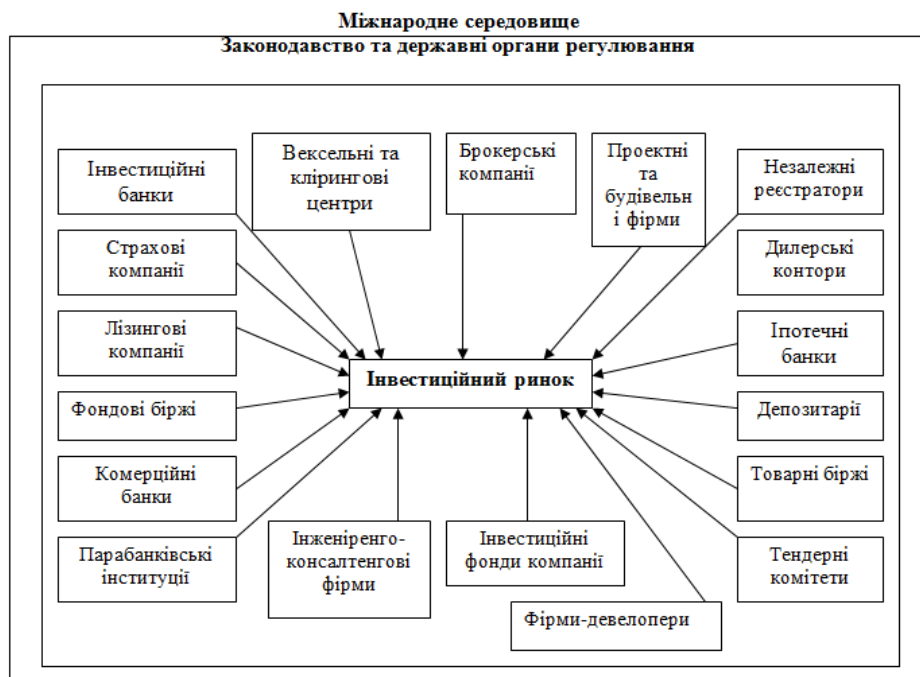 Міжнародне середовище
Законодавство та державні органи регулювання
Інвестиційні
банки
Вексельні та
клірингові
центри
Брокерські
компанії
Проектні
та
будівельн
і фірми
Незалежні
реєстратори
Страхові
компанії
Дилерські
контори
Лізингові
компанії
Іпотечні
банки
Інвестиційний ринок
Фондові біржі
Депозитарії
Комерційні
банки
Товарні біржі
Парабанківські
інституції
Інженіренго-
консалтенгові
фірми
Інвестиційні
фонди компанії
Тендерні
комітети
Фірми-девелопери